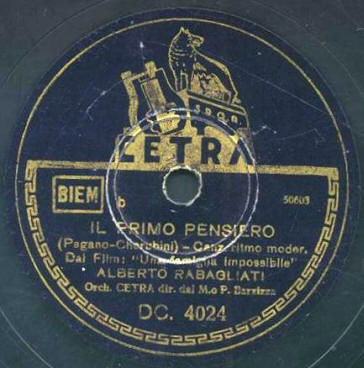 S.P.Q.R.
CETRA
BIEM
b
50603
IL PRIMO PENSIERO
(Pagano-Cherubini) - Canz. ritmo moder.
Dal Film: "Una famiglia impossibile"
ALBERTO RABAGLIATI
Orch. CETRA dir. dal M.o P. Barzizza
DC. 4024